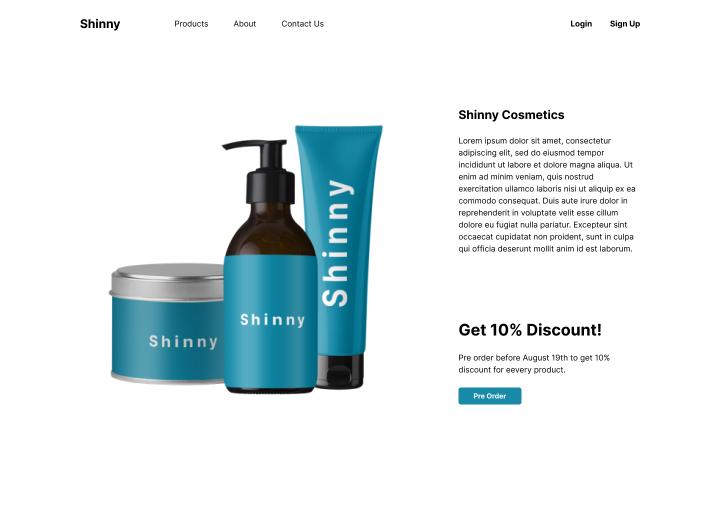 Shinny
Products
About
Contact Us
Login
Sign Up
Shinny
Shinny
Shinny
Shinny Cosmetics
Lorem ipsum dolor sit amet, consectetur
adipiscing elit, sed do eiusmod tempor
incididunt ut labore et dolore magna aliqua. Ut
enim ad minim veniam, quis nostrud
exercitation ullamco laboris nisi ut aliquip ex ea
commodo consequat. Duis aute irure dolor in
reprehenderit in voluptate velit esse cillum
dolore eu fugiat nulla pariatur. Excepteur sint
occaecat cupidatat non proident, sunt in culpa
qui officia deserunt mollit anim id est laborum.
Get 10% Discount!
Pre order before August 19th to get 10%
discount for eevery product.
Pre Order